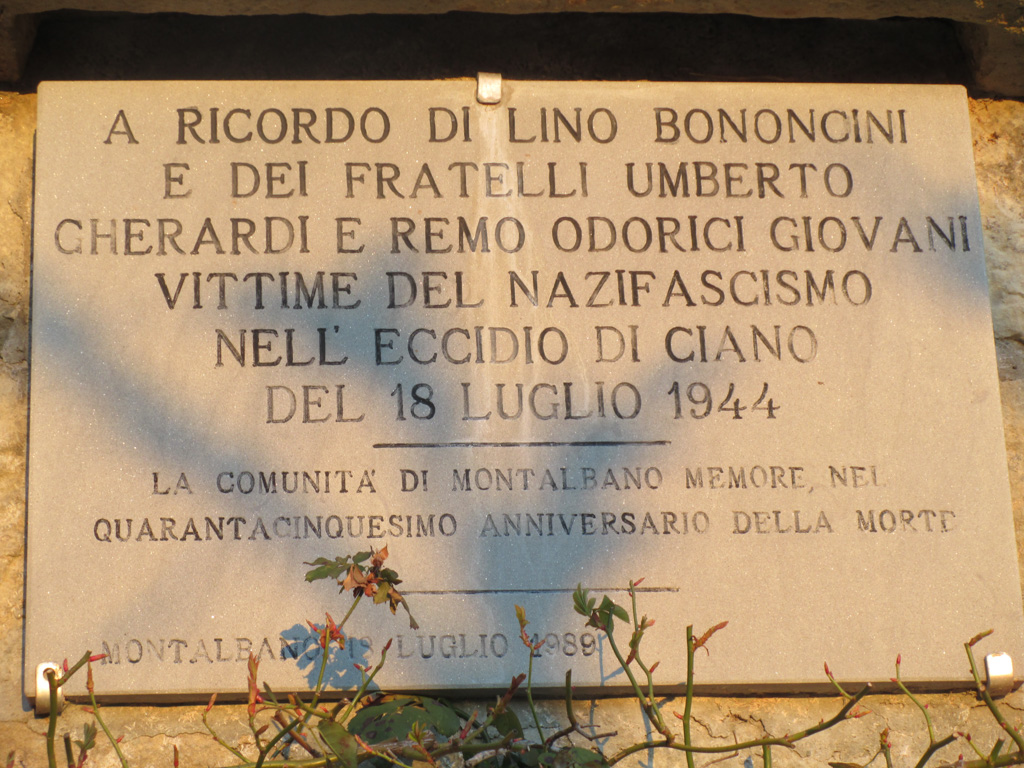 A RICORDO DI LINO BONONCINI
E DEI FRATELLI UMBERTO
GHERARDI E REMO ODORICI GIOVANI
VITTIME DEL NAZIFASCISMO
NELL' ECCIDIO DI CIANO
DEL 18 LUGLIO 1944
LA COMUNITA' DI MONTALBANO MEMORE, NEL
QUARANTACINQUESIMO ANNIVERSARIO DELLA MORTE
MONTALBANO 18 LUGLIO 1989